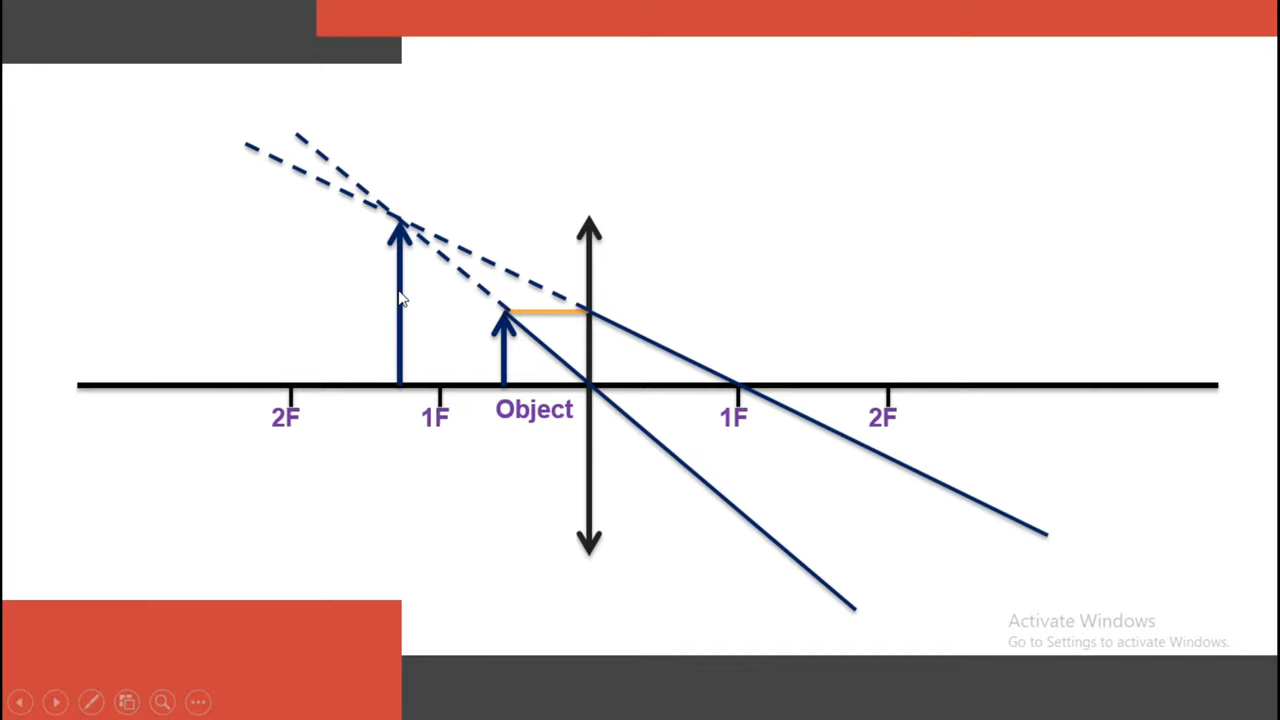 2F
1F
Object
1F
2F
Activate Windows
Go to Settings to activate Windows.